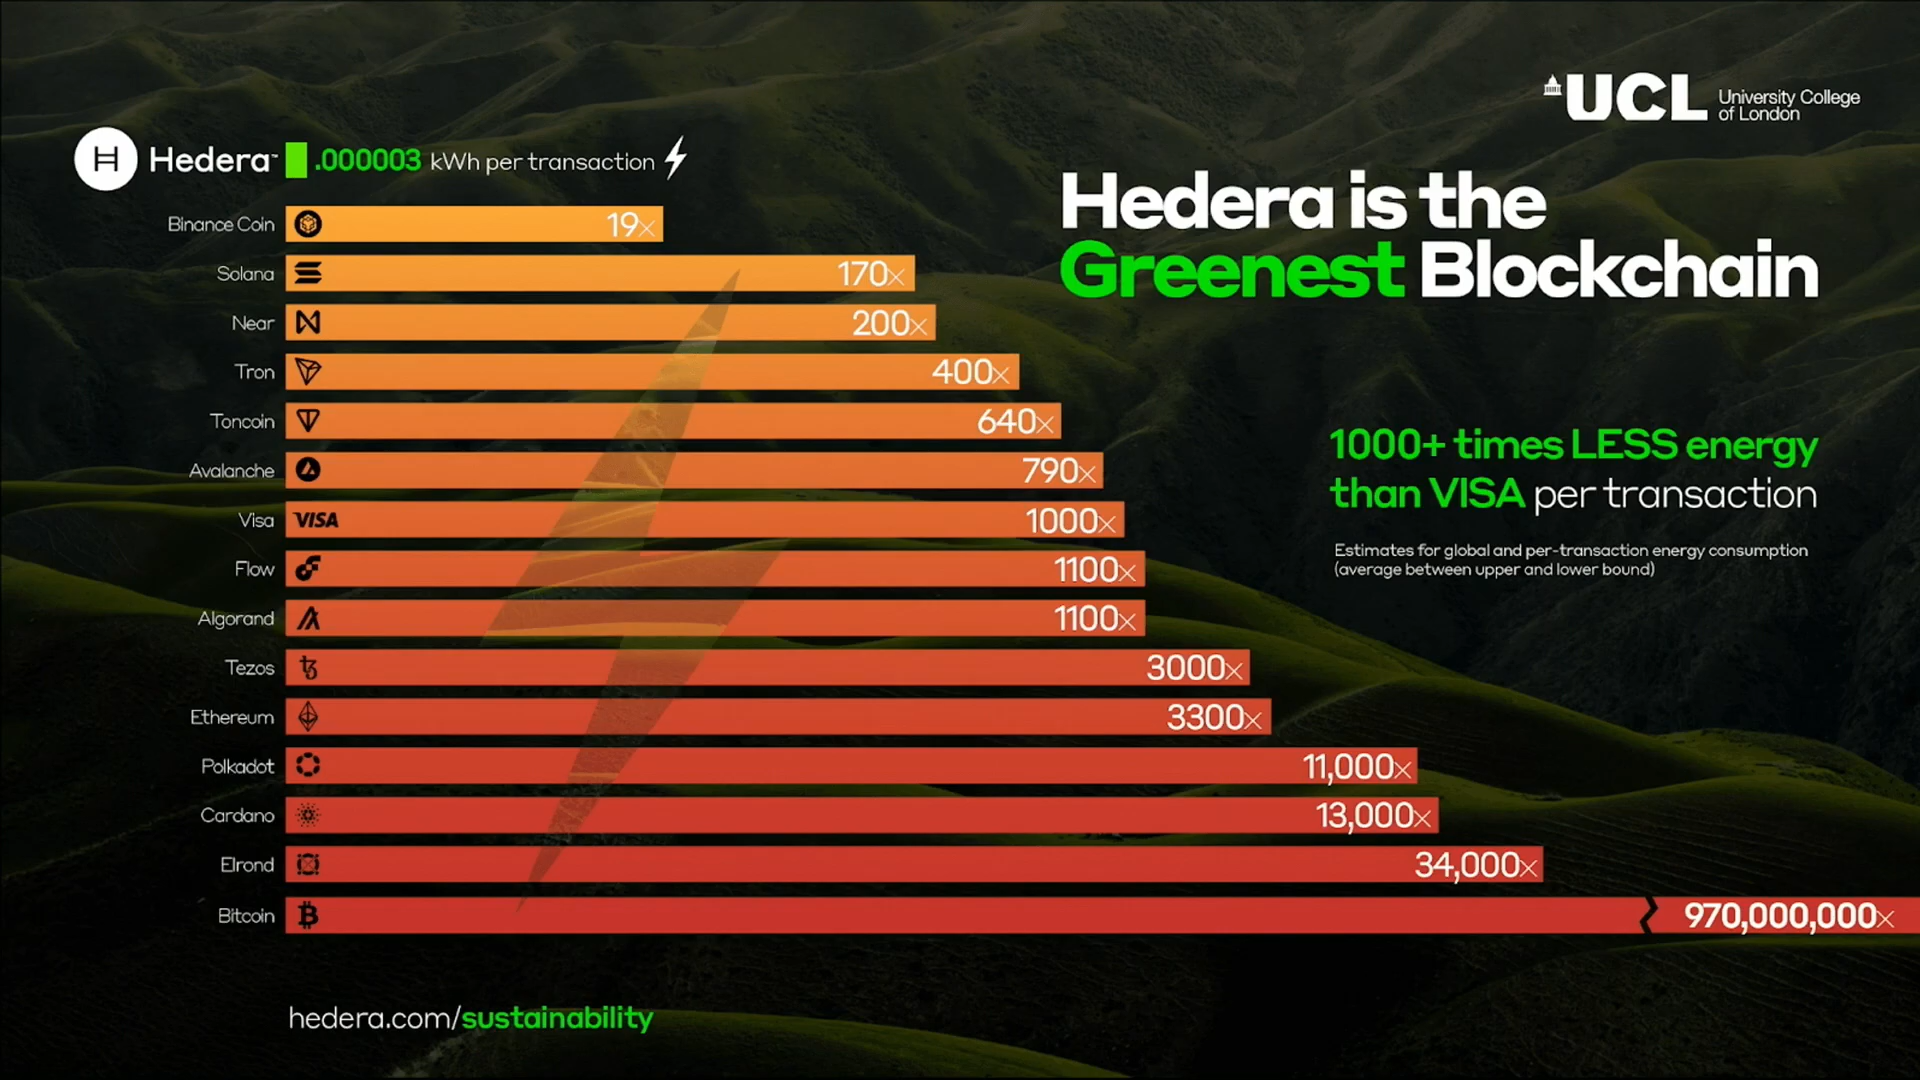 UCL University College
of London
H Hedera™ .000003 kWh per transaction
Hedera is the
Greenest Blockchain
Binance Coin 19x
Solana 170x
Near 200x
Tron 400x
Toncoin 640x
Avalanche 790x
Visa VISA 1000x
Flow 1100x
Algorand 1100x
Tezos 3000x
Ethereum 3300x
Polkadot 11,000x
Cardano 13,000x
Elrond 34,000x
Bitcoin 970,000,000x
1000+ times LESS energy
than VISA per transaction
Estimates for global and per-transaction energy consumption
(average between upper and lower bound)
hedera.com/sustainability